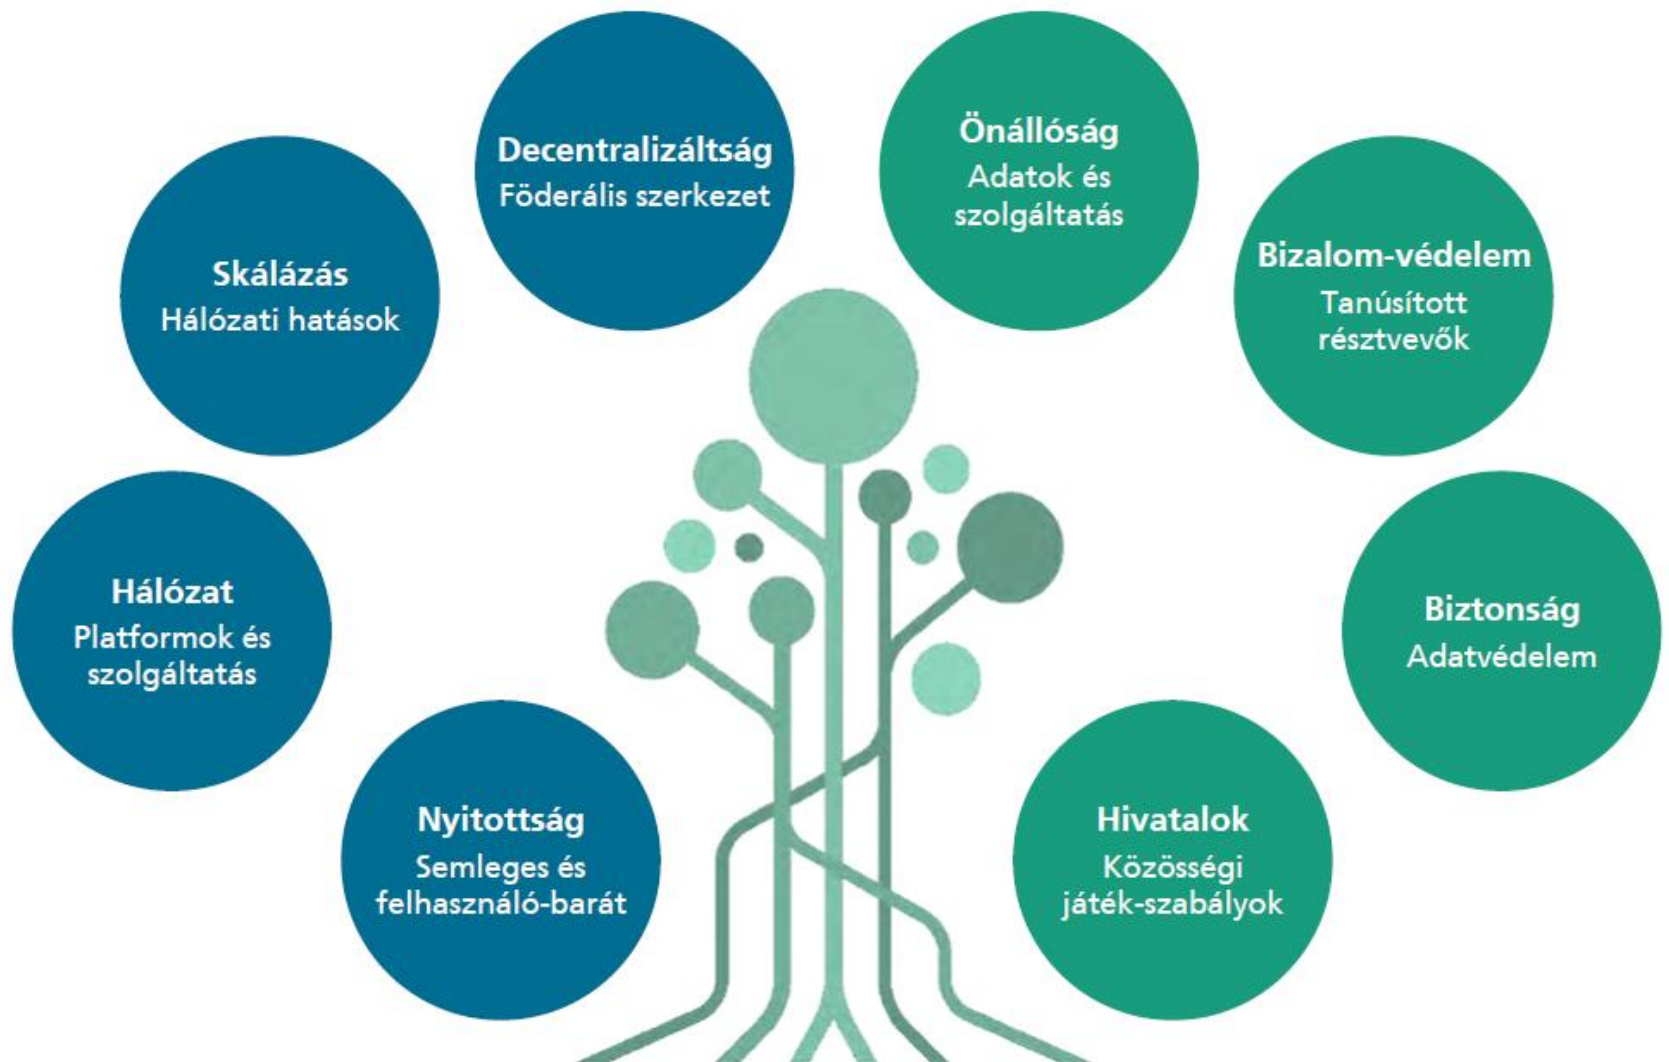 Decentralizáltság
Föderális szerkezet
Önállóság
Adatok és
szolgáltatás
Skálázás
Hálózati hatások
Bizalom-védelem
Tanúsított
résztvevők
Hálózat
Platformok és
szolgáltatás
Biztonság
Adatvédelem
Nyitottság
Semleges és
felhasználó-barát
Hivatalok
Közösségi
játék-szabályok